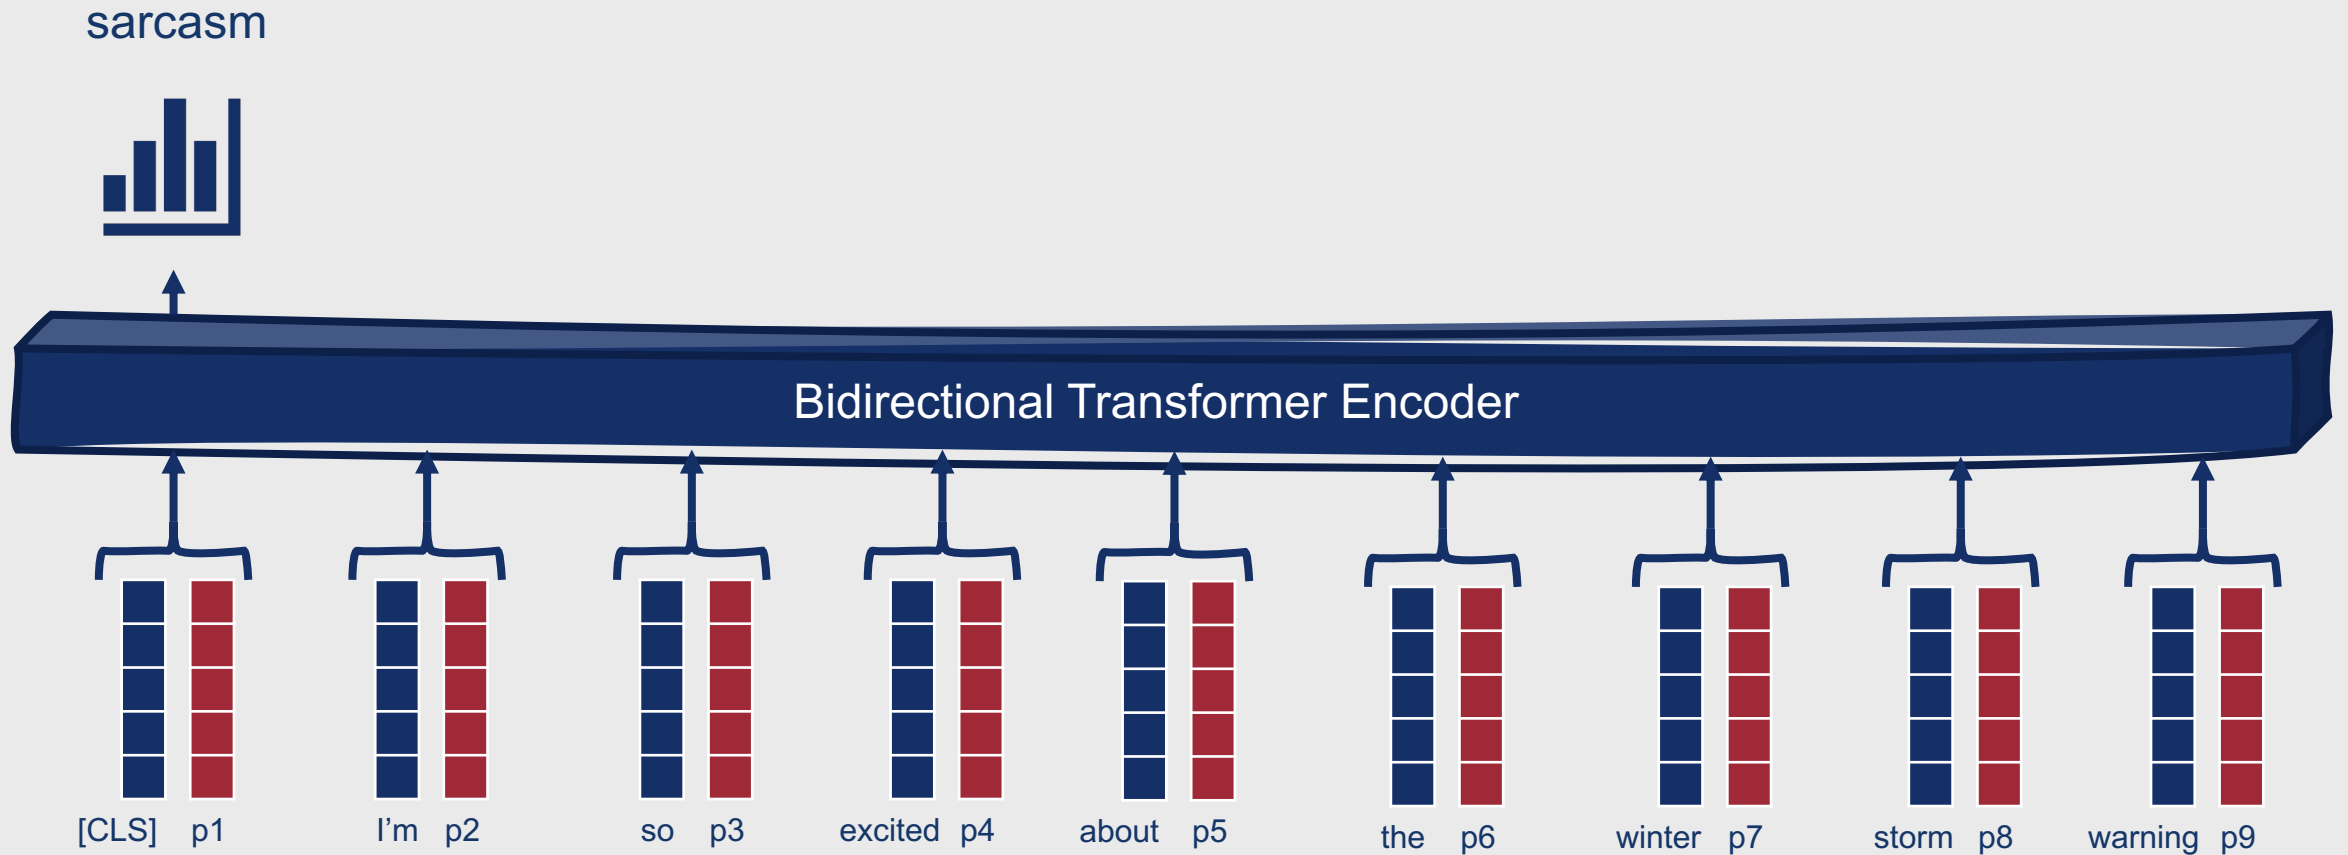 sarcasm
Bidirectional Transformer Encoder
[CLS] p1 I’m p2 so p3 excited p4 about p5 the p6 winter p7 storm p8 warning p9